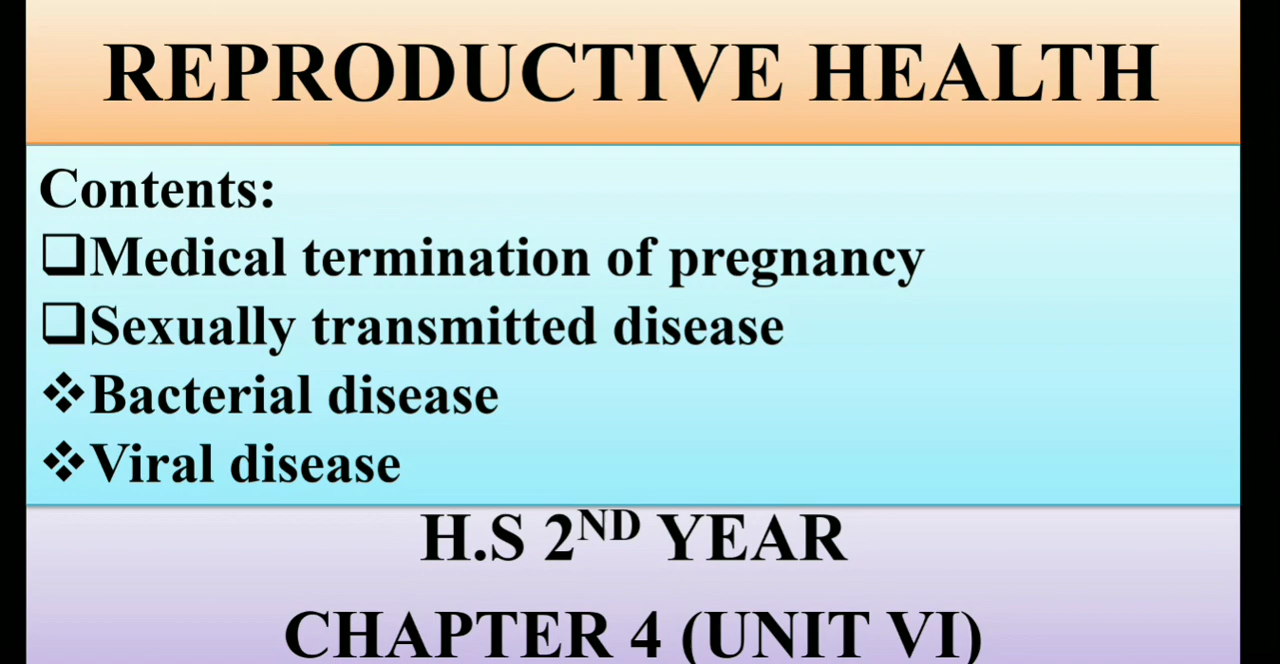 REPRODUCTIVE HEALTH
Contents:
❑Medical termination of pregnancy
❑Sexually transmitted disease
❖Bacterial disease
❖Viral disease
H.S 2ND YEAR
CHAPTER 4 (UNIT VI)